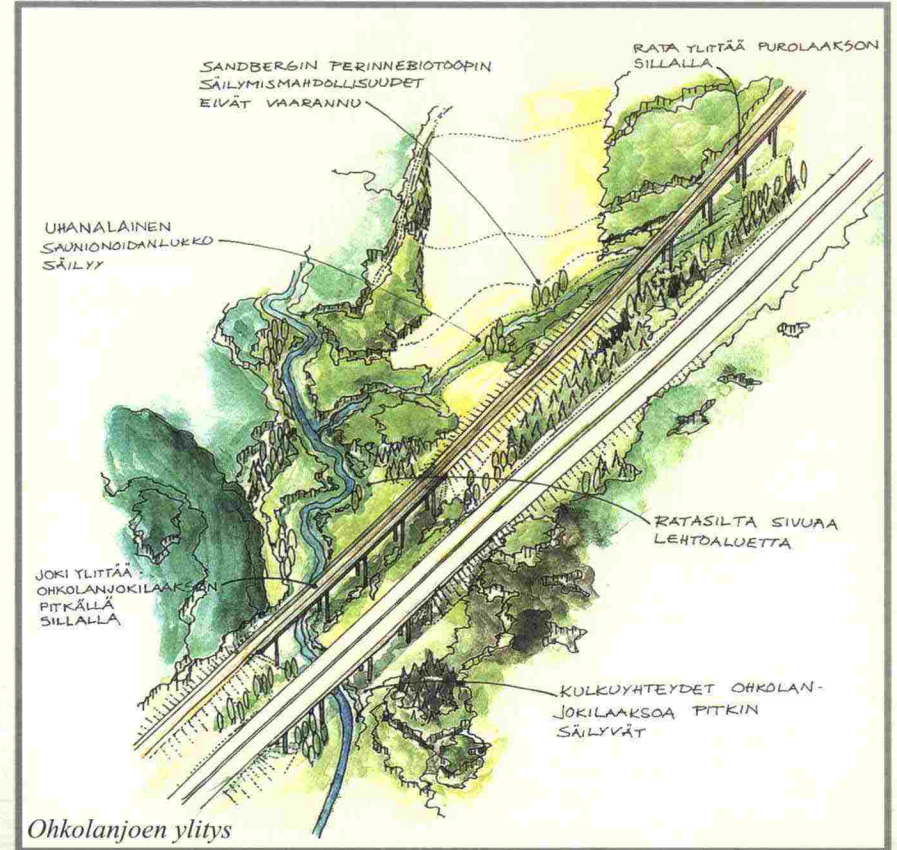 RATA YLITTÄÄ PUROLAAKSON
SILLALLA
SANDBERGIN PERINNEBIOTOOPIN
SÄILYMISMAHDOLLISUUDET
EIVÄT VAARANNU
UHANALAINEN
SAUNIONOIDANLUKKO
SÄILYY
RATASILTA SIVUAA
LEHTOALUETTA
JOKI YLITTÄÄ
OHKOLANJOKILAAKSON
PITKÄLLÄ
SILLALLA
KULKUYHTEYDET OHKOLAN-
JOKILAAKSOA PITKIN
SÄILYVÄT
Ohkolanjoen ylitys